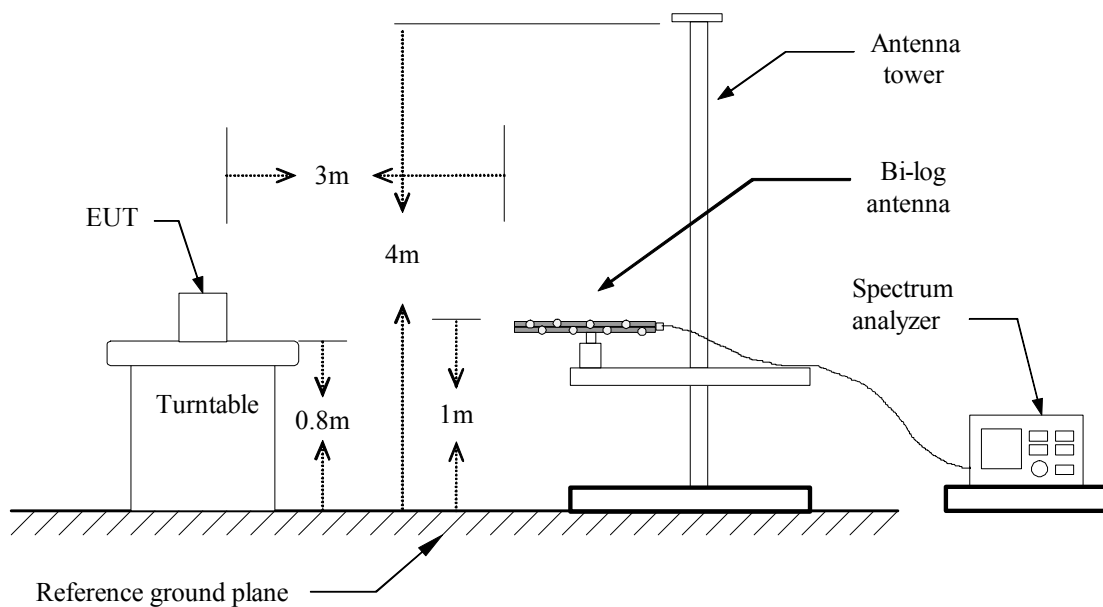 Antenna
tower
3m
Bi-log
antenna
EUT
4m
Spectrum
analyzer
Turntable
0.8m
1m
Reference ground plane